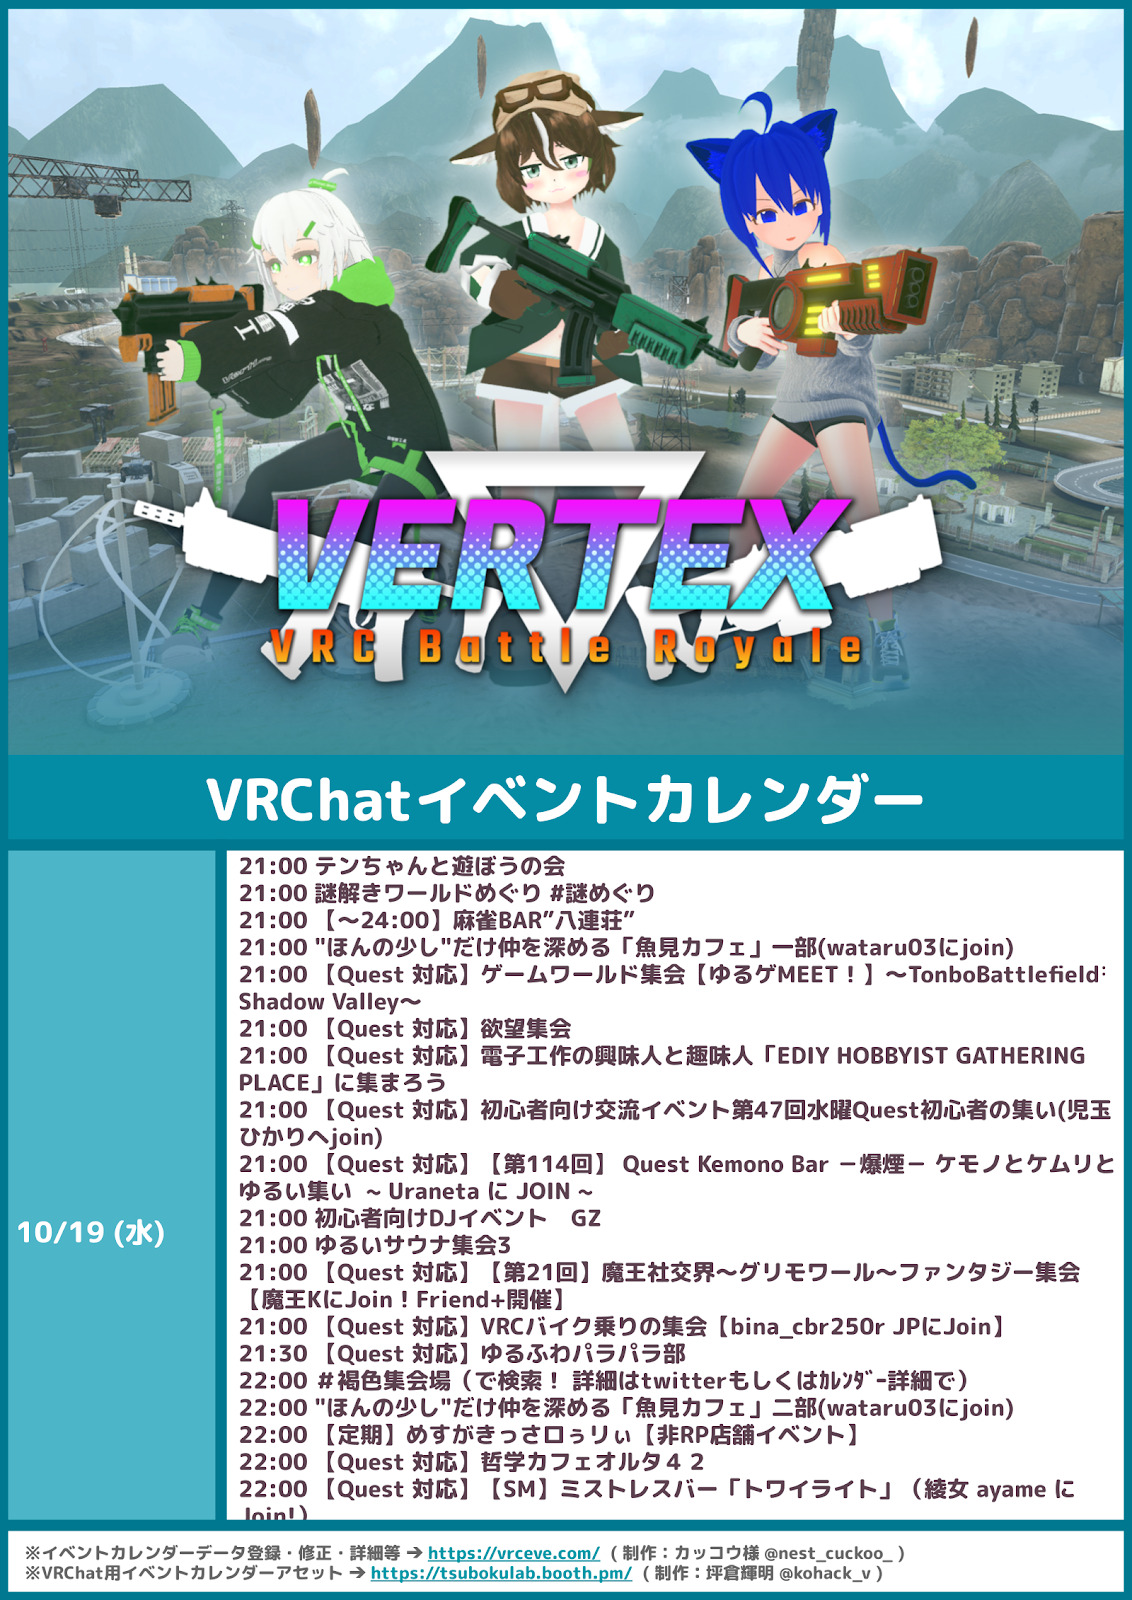 VERTEX
VRC Battle Royale
VRChatイベントカレンダー
10/19 (水)
21:00 テンちゃんと遊ぼうの会
21:00 謎解きワールドめぐり #謎めぐり
21:00 【～24:00】麻雀BAR”八連荘”
21:00 "ほんの少し"だけ仲を深める「魚見カフェ」一部(wataru03にjoin)
21:00 【Quest 対応】ゲームワールド集会【ゆるゲMEET！】～TonboBattlefield:
Shadow Valley～
21:00 【Quest 対応】欲望集会
21:00 【Quest 対応】電子工作の興味人と趣味人「EDIY HOBBYIST GATHERING
PLACE」に集まろう
21:00 【Quest 対応】初心者向け交流イベント第47回水曜Quest初心者の集い(児玉
ひかりへjoin)
21:00 【Quest 対応】【第114回】 Quest Kemono Bar －爆煙－ ケモノとケムリと
ゆるい集い ~ Uraneta に JOIN ~
21:00 初心者向けDJイベント　GZ
21:00 ゆるいサウナ集会3
21:00 【Quest 対応】【第21回】魔王社交界～グリモワール～ファンタジー集会
【魔王KにJoin！Friend+開催】
21:00 【Quest 対応】VRCバイク乗りの集会【bina_cbr250r JPにJoin】
21:30 【Quest 対応】ゆるふわパラパラ部
22:00 ＃褐色集会場（で検索！ 詳細はtwitterもしくはｶﾚﾝﾀﾞｰ詳細で）
22:00 "ほんの少し"だけ仲を深める「魚見カフェ」二部(wataru03にjoin)
22:00 【定期】めすがきっさロぅリぃ【非RP店舗イベント】
22:00 【Quest 対応】哲学カフェオルタ４２
22:00 【Quest 対応】【SM】ミストレスバー「トワイライト」（綾女 ayame に
Join!）
※イベントカレンダーデータ登録・修正・詳細等 → https://vrceve.com/ ( 制作：カッコウ様 @nest_cuckoo_ )
※VRChat用イベントカレンダーアセット → https://tsubokulab.booth.pm/ ( 制作：坪倉輝明 @kohack_v )